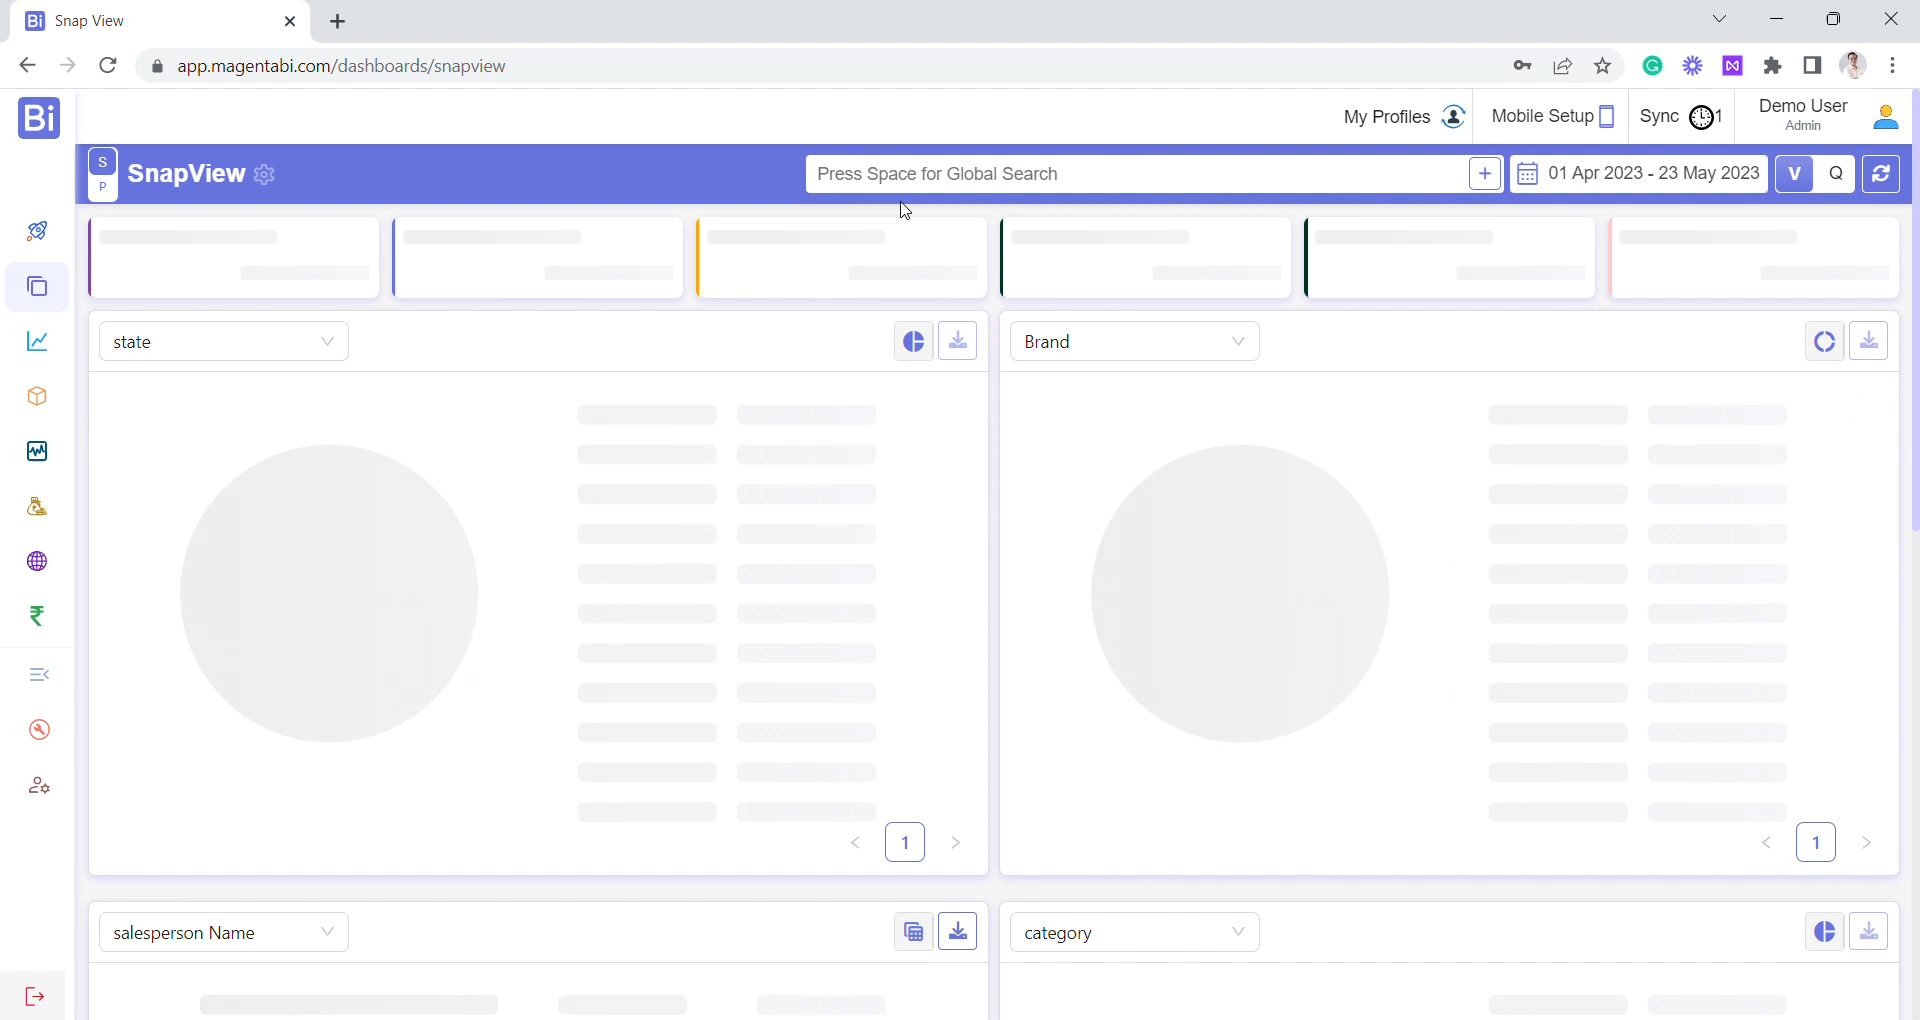 Bi Snap View
app.magentabi.com/dashboards/snapview
Bi
My Profiles
Mobile Setup
Sync 1
Demo User
Admin
S
P
SnapView
Press Space for Global Search
+
01 Apr 2023 - 23 May 2023
V
Q
state
Brand
1
1
salesperson Name
category